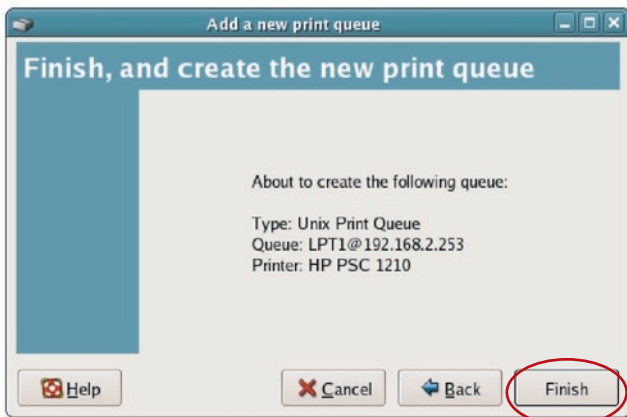 Add a new print queue
Finish, and create the new print queue
About to create the following queue:
Type: Unix Print Queue
Queue: LPT1@192.168.2.253
Printer: HP PSC 1210
Help
Cancel
Back
Finish